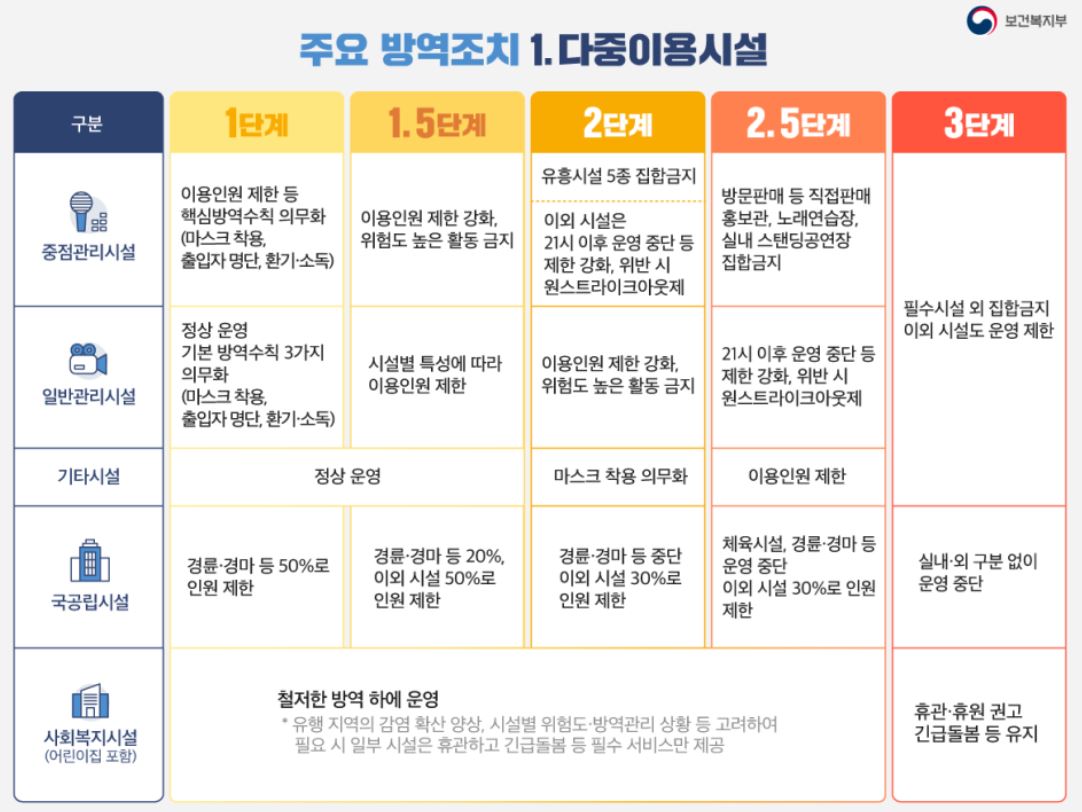 보건복지부
주요 방역조치 1. 다중이용시설
구분
1단계
1.5단계
2단계
2.5단계
3단계
중점관리시설
이용인원 제한 등
핵심방역수칙 의무화
(마스크 착용,
출입자 명단, 환기·소독)
이용인원 제한 강화,
위험도 높은 활동 금지
유흥시설 5종 집합금지
이외 시설은
21시 이후 운영 중단 등
제한 강화, 위반 시
원스트라이크아웃제
방문판매 등 직접판매
홍보관, 노래연습장,
실내 스탠딩공연장
집합금지
필수시설 외 집합금지
이외 시설도 운영 제한
일반관리시설
정상 운영
기본 방역수칙 3가지
의무화
(마스크 착용,
출입자 명단, 환기·소독)
시설별 특성에 따라
이용인원 제한
이용인원 제한 강화,
위험도 높은 활동 금지
21시 이후 운영 중단 등
제한 강화, 위반 시
원스트라이크아웃제
기타시설
정상 운영
마스크 착용 의무화
이용인원 제한
국공립시설
경륜·경마 등 50%로
인원 제한
경륜·경마 등 20%,
이외 시설 50%로
인원 제한
경륜·경마 등 중단
이외 시설 30%로
인원 제한
체육시설, 경륜·경마 등
운영 중단
이외 시설 30%로 인원
제한
실내·외 구분 없이
운영 중단
사회복지시설
(어린이집 포함)
철저한 방역 하에 운영
* 유행 지역의 감염 확산 양상, 시설별 위험도·방역관리 상황 등 고려하여
필요 시 일부 시설은 휴관하고 긴급돌봄 등 필수 서비스만 제공
휴관·휴원 권고
긴급돌봄 등 유지